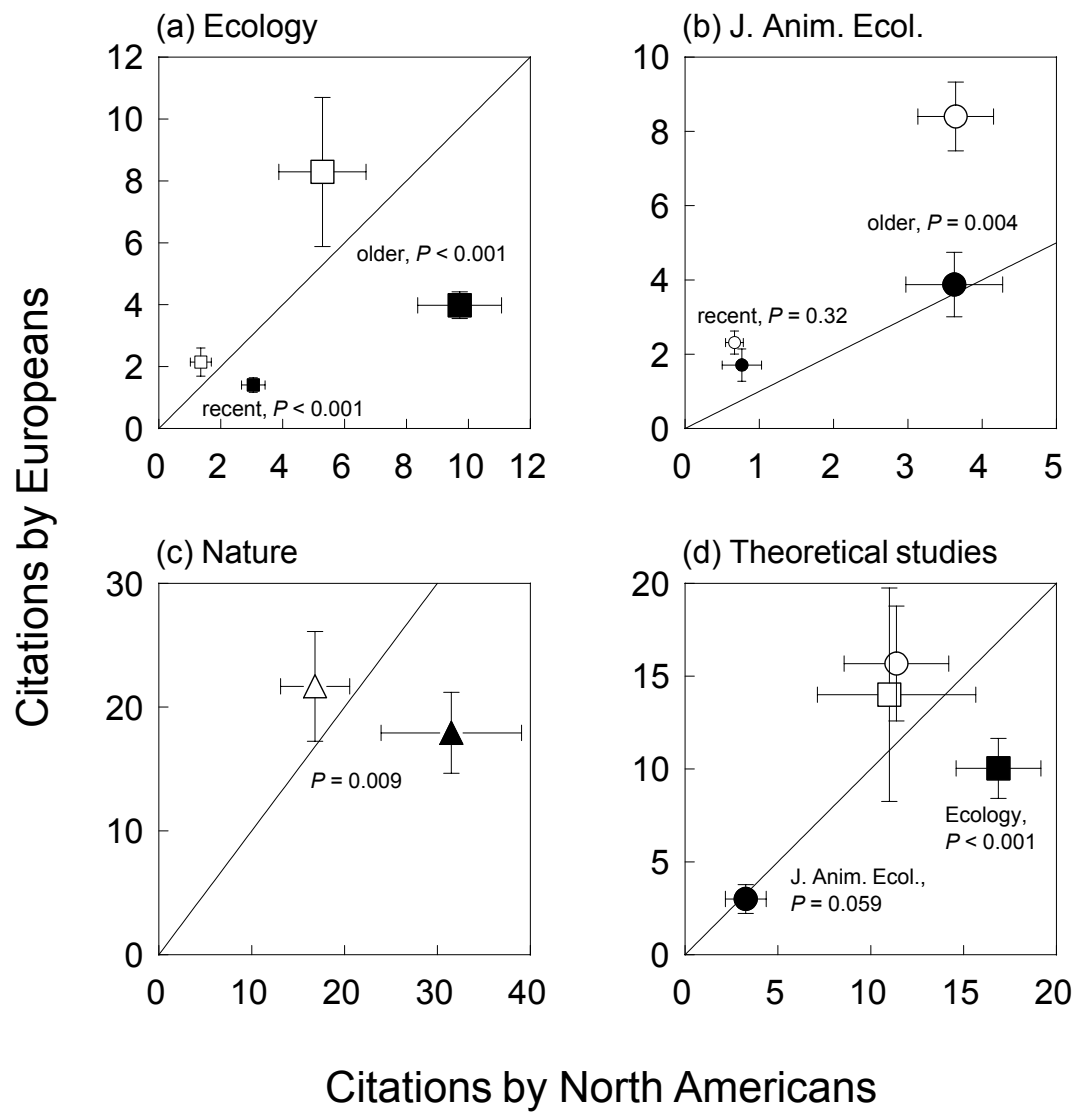 (a) Ecology
12
10
8
6
4
2
0
older, P < 0.001
recent, P < 0.001
0 2 4 6 8 10 12
(b) J. Anim. Ecol.
10
8
6
4
2
0
older, P = 0.004
recent, P = 0.32
0 1 2 3 4 5
Citations by Europeans
(c) Nature
30
20
10
0
P = 0.009
0 10 20 30 40
(d) Theoretical studies
20
15
10
5
0
Ecology,
P < 0.001
J. Anim. Ecol.,
P = 0.059
0 5 10 15 20
Citations by North Americans